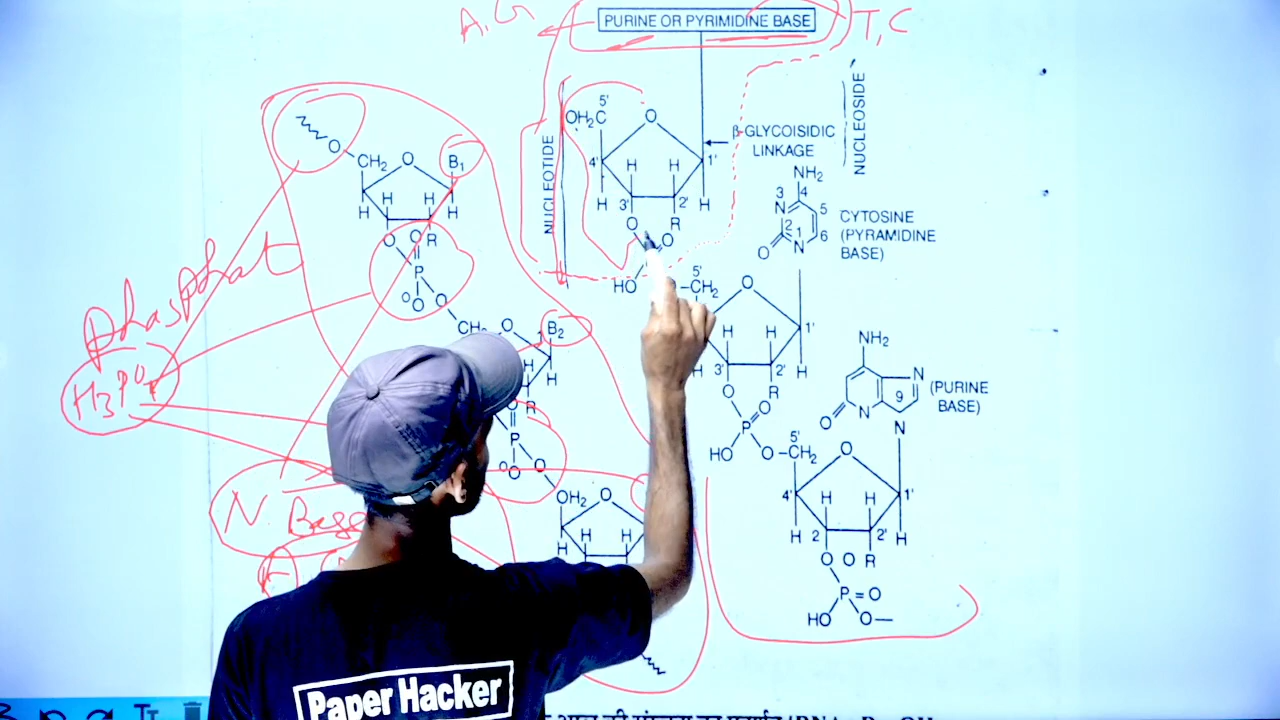 A.G
PURINE OR PYRIMIDINE BASE
T,C
5'
OH₂C
O
4'
1'
H H
H 3' 2' H
O R
O
HO
NUCLEOTIDE
β-GLYCOISIDIC
LINKAGE
NUCLEOSIDE
NH₂
3 4
N 5
2 1 6
O N
CYTOSINE
(PYRAMIDINE
BASE)
5'
CH₂
O
1'
H H
3' 2' H
O R
P O
HO O
NH₂
N
9
O N
N
(PURINE
BASE)
5'
CH₂
O
4' 1'
H H
H 2 2' H
O O R
P = O
HO O
O
CH₂ O B₁
H H
H H
O O R
P
O O
O
CH₂ O B₂
H
H
R
P
O O
OH₂ O
H H
H
phasphat
H₃PO₄
N. Base
Paper Hacker